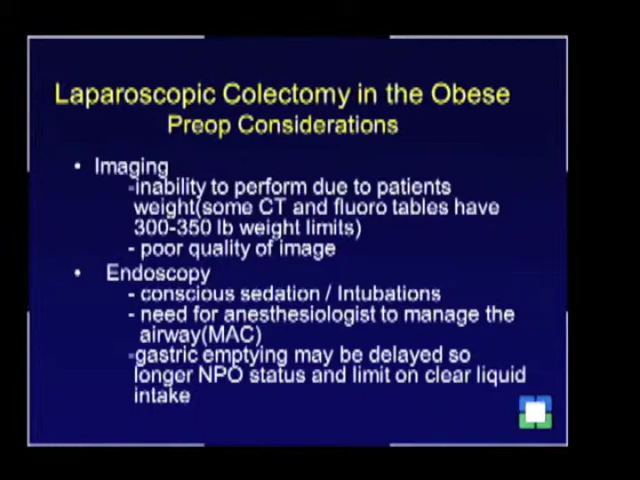 Laparoscopic Colectomy in the Obese
Preop Considerations
• Imaging
-inability to perform due to patients
weight(some CT and fluoro tables have
300-350 lb weight limits)
- poor quality of image
• Endoscopy
- conscious sedation / Intubations
- need for anesthesiologist to manage the
airway(MAC)
-gastric emptying may be delayed so
longer NPO status and limit on clear liquid
intake